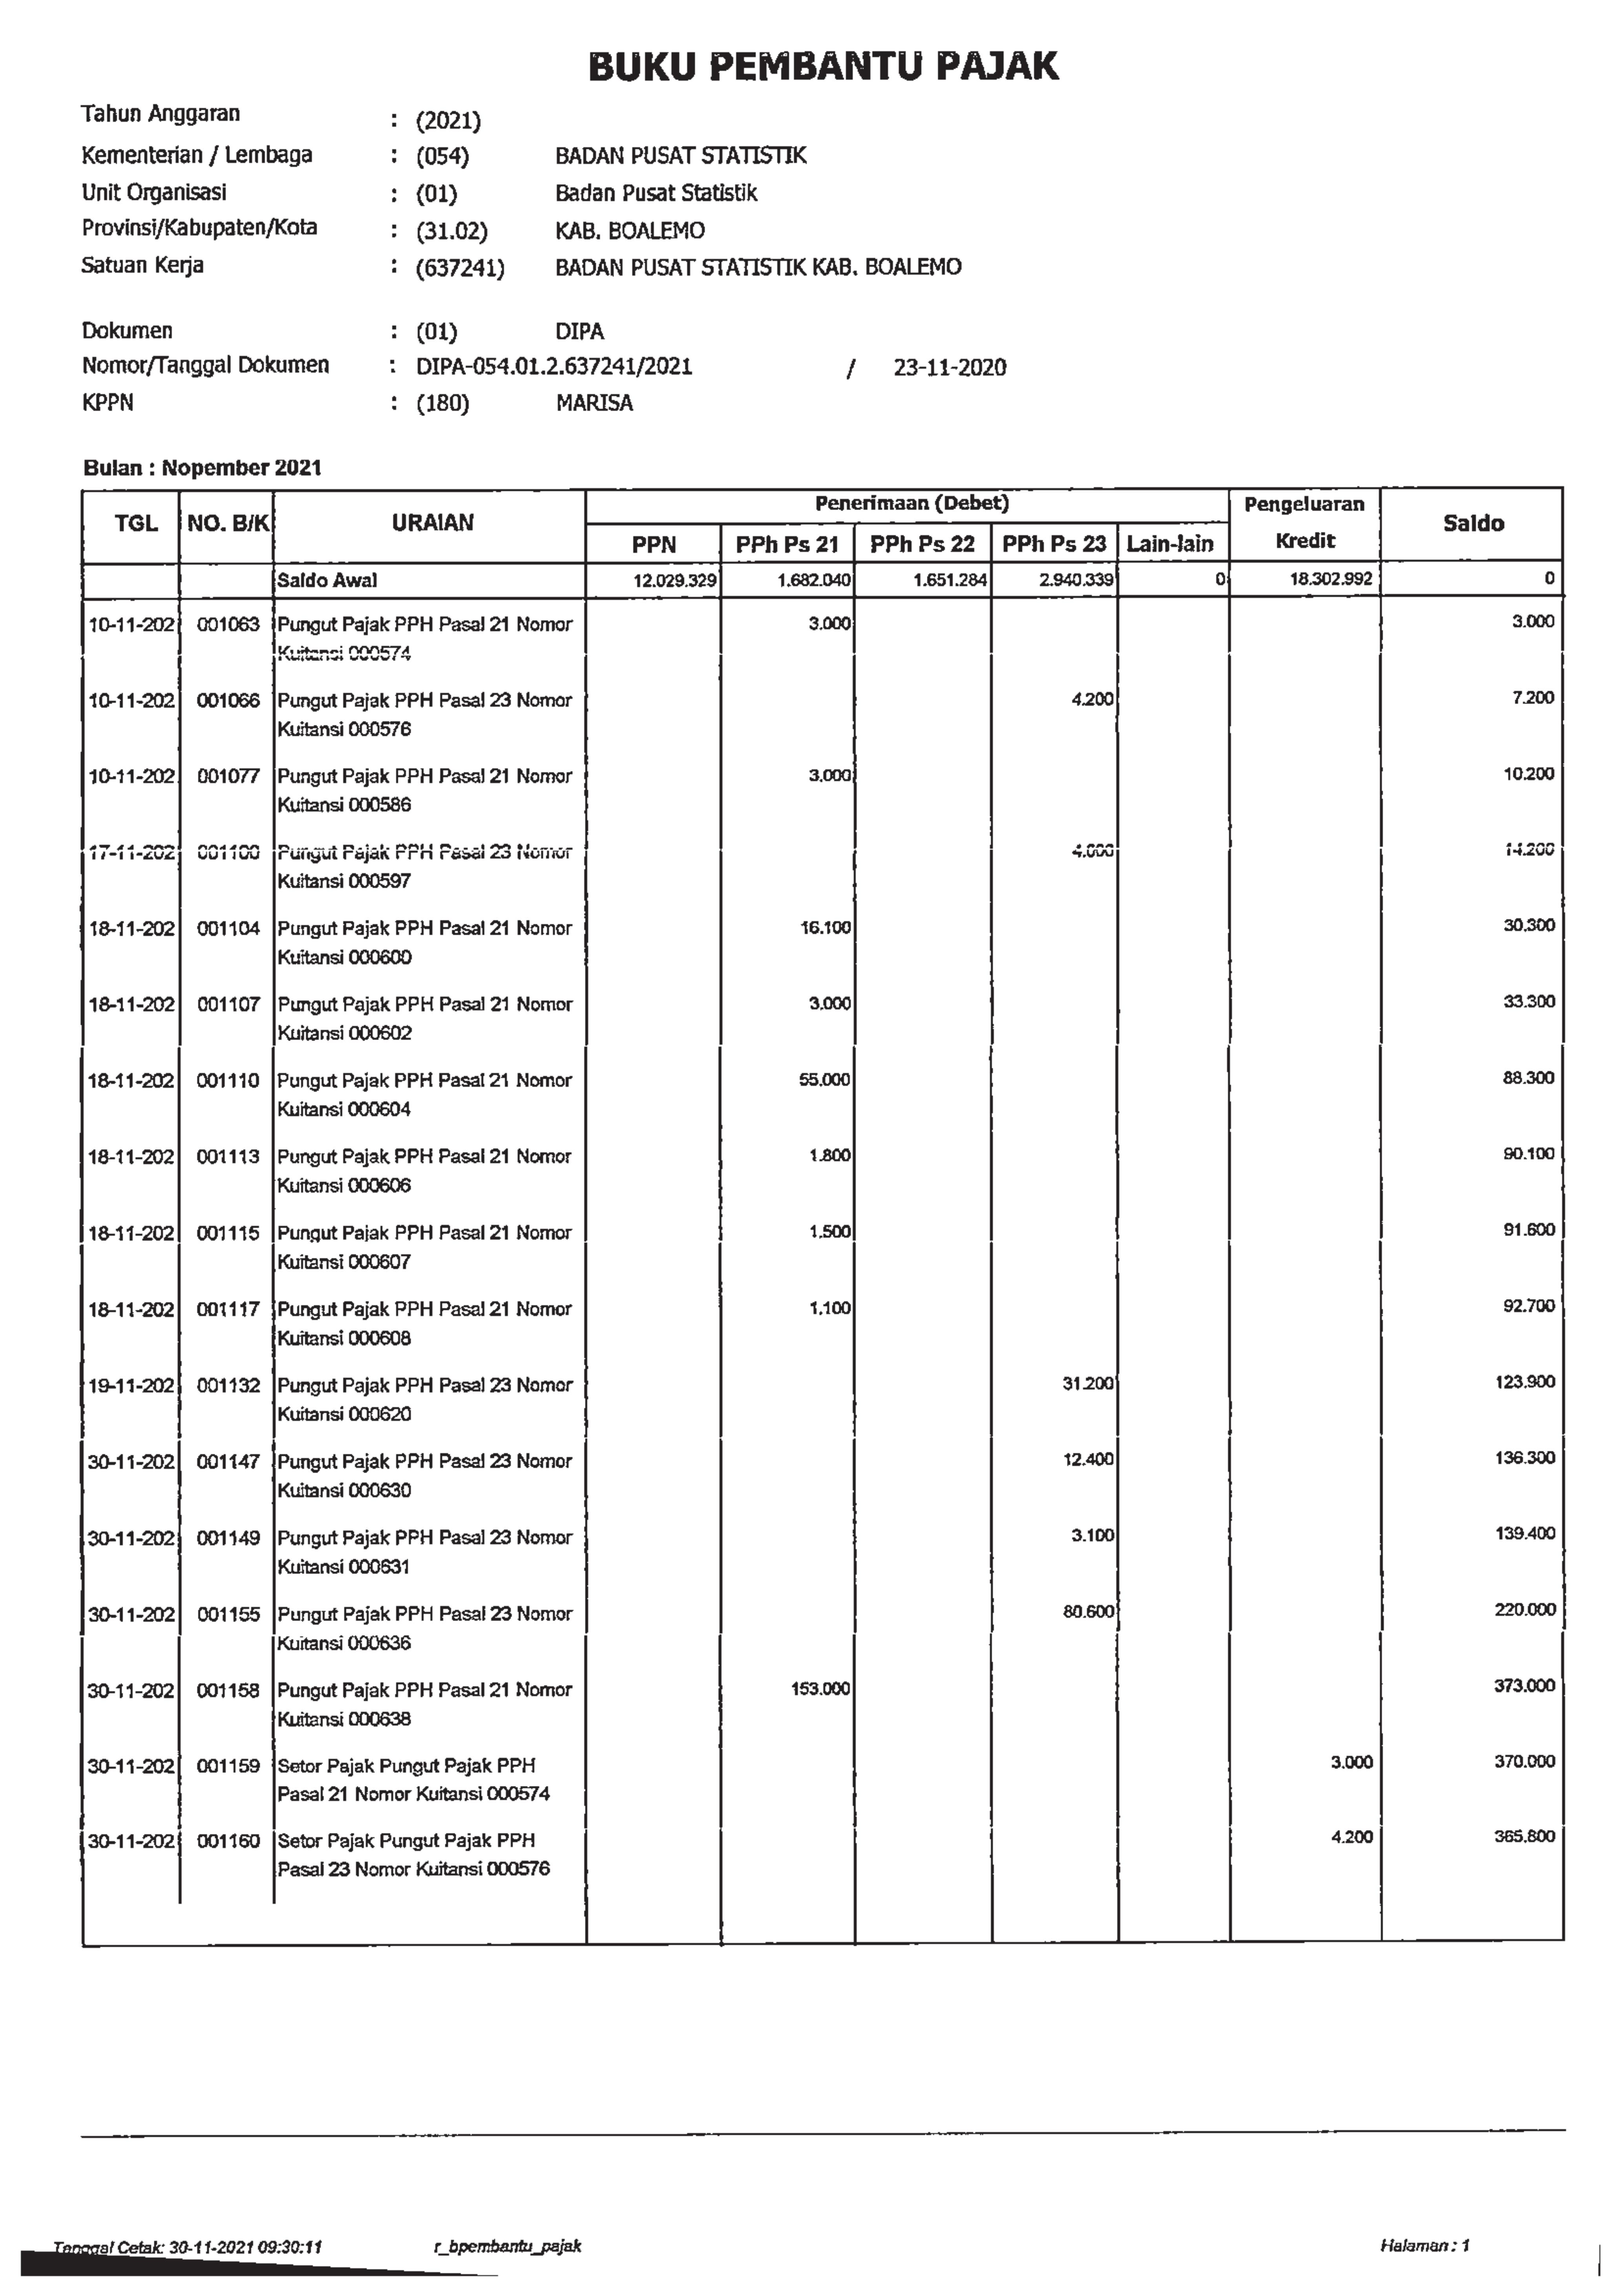 BUKU PEMBANTU PAJAK
Tahun Anggaran : (2021)
Kementerian / Lembaga : (054) BADAN PUSAT STATISTIK
Unit Organisasi : (01) Badan Pusat Statistik
Provinsi/Kabupaten/Kota : (31.02) KAB. BOALEMO
Satuan Kerja : (637241) BADAN PUSAT STATISTIK KAB. BOALEMO
Dokumen : (01) DIPA
Nomor/Tanggal Dokumen : DIPA-054.01.2.637241/2021 / 23-11-2020
KPPN : (180) MARISA
Bulan : Nopember 2021
TGL NO. B/K URAIAN Penerimaan (Debet) Pengeluaran Saldo
PPN PPh Ps 21 PPh Ps 22 PPh Ps 23 Lain-lain Kredit
Saldo Awal 12.029.329 1.682.040 1.651.284 2.940.339 0 18.302.992 0
10-11-202 001063 Pungut Pajak PPH Pasal 21 Nomor 3.000 3.000
Kuitansi 000574
10-11-202 001066 Pungut Pajak PPH Pasal 23 Nomor 4.200 7.200
Kuitansi 000576
10-11-202 001077 Pungut Pajak PPH Pasal 21 Nomor 3.000 10.200
Kuitansi 000586
17-11-202 001100 Pungut Pajak PPH Pasal 23 Nomor 4.000 14.200
Kuitansi 000597
18-11-202 001104 Pungut Pajak PPH Pasal 21 Nomor 16.100 30.300
Kuitansi 000600
18-11-202 001107 Pungut Pajak PPH Pasal 21 Nomor 3.000 33.300
Kuitansi 000602
18-11-202 001110 Pungut Pajak PPH Pasal 21 Nomor 55.000 88.300
Kuitansi 000604
18-11-202 001113 Pungut Pajak PPH Pasal 21 Nomor 1.800 90.100
Kuitansi 000606
18-11-202 001115 Pungut Pajak PPH Pasal 21 Nomor 1.500 91.600
Kuitansi 000607
18-11-202 001117 Pungut Pajak PPH Pasal 21 Nomor 1.100 92.700
Kuitansi 000608
19-11-202 001132 Pungut Pajak PPH Pasal 23 Nomor 31.200 123.900
Kuitansi 000620
30-11-202 001147 Pungut Pajak PPH Pasal 23 Nomor 12.400 136.300
Kuitansi 000630
30-11-202 001149 Pungut Pajak PPH Pasal 23 Nomor 3.100 139.400
Kuitansi 000631
30-11-202 001155 Pungut Pajak PPH Pasal 23 Nomor 80.600 220.000
Kuitansi 000636
30-11-202 001158 Pungut Pajak PPH Pasal 21 Nomor 153.000 373.000
Kuitansi 000638
30-11-202 001159 Setor Pajak Pungut Pajak PPH 3.000 370.000
Pasal 21 Nomor Kuitansi 000574
30-11-202 001160 Setor Pajak Pungut Pajak PPH 4.200 365.800
Pasal 23 Nomor Kuitansi 000576
Tanggal Cetak: 30-11-2021 09:30:11 r_bpembantu_pajak Halaman : 1